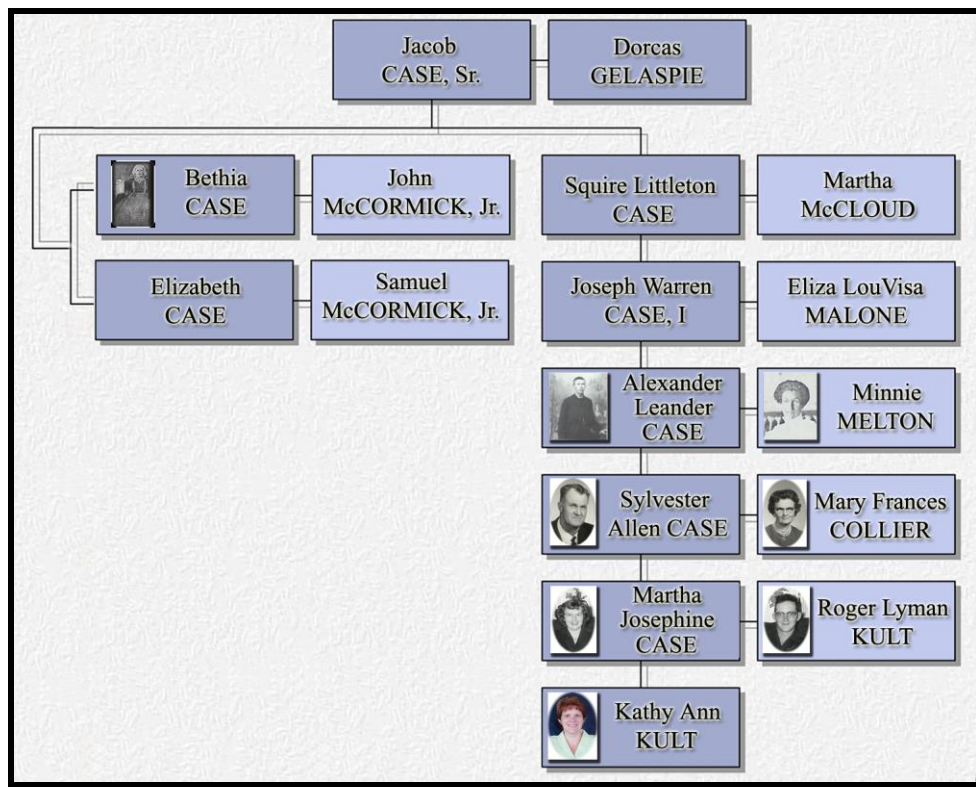 Jacob
CASE, Sr.
Dorcas
GELASPIE
Bethia
CASE
John
McCORMICK, Jr.
Squire Littleton
CASE
Martha
McCLOUD
Elizabeth
CASE
Samuel
McCORMICK, Jr.
Joseph Warren
CASE, I
Eliza LouVisa
MALONE
Alexander
Leander
CASE
Minnie
MELTON
Sylvester
Allen CASE
Mary Frances
COLLIER
Martha
Josephine
CASE
Roger Lyman
KULT
Kathy Ann
KULT